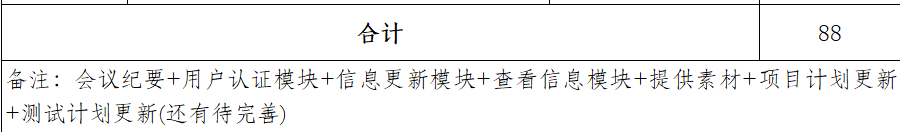 合计 88
备注：会议纪要+用户认证模块+信息更新模块+查看信息模块+提供素材+项目计划更新
+测试计划更新(还有待完善)